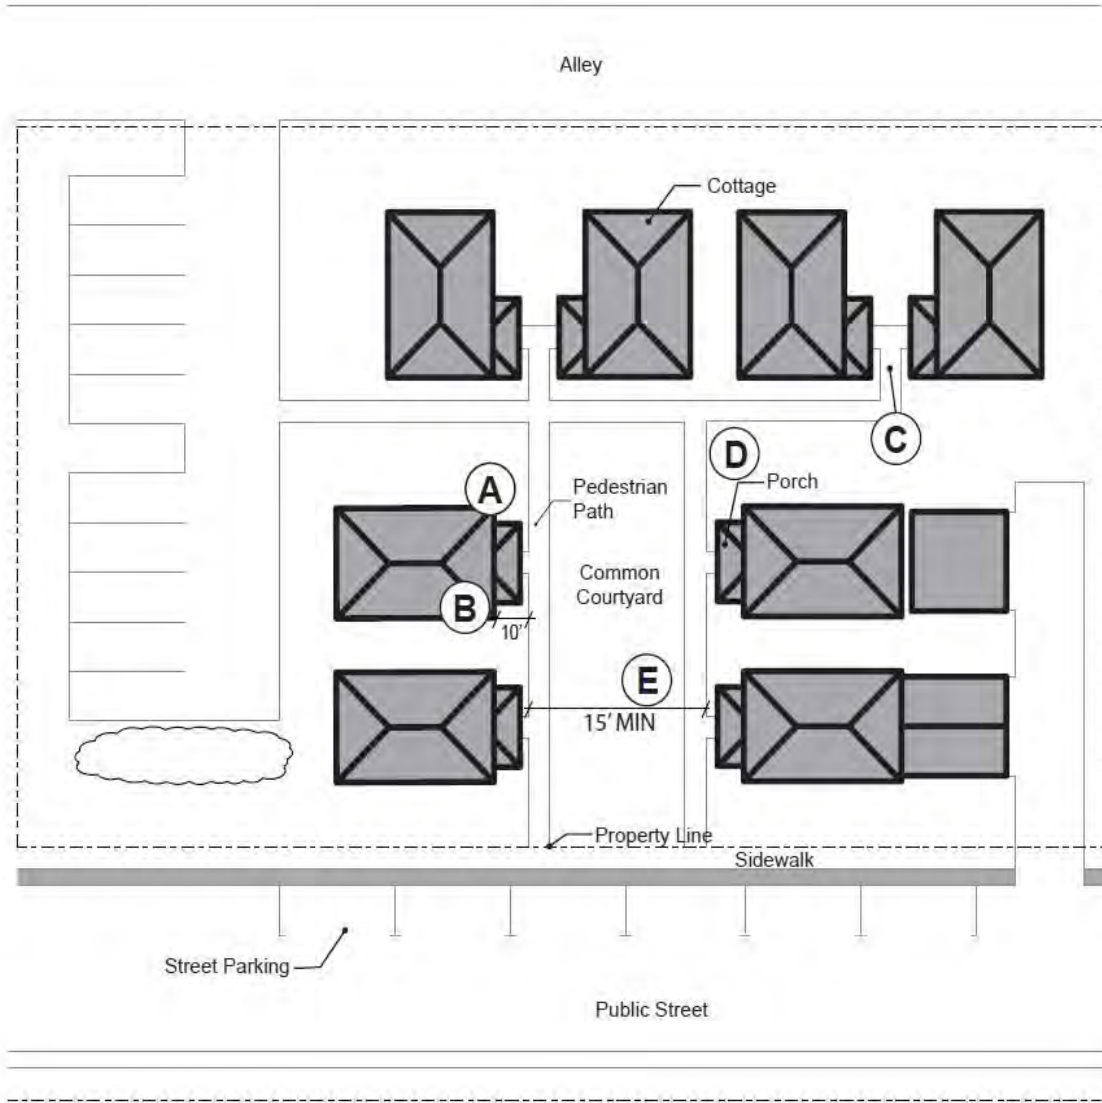 Alley
Cottage
C
D
A
Porch
Pedestrian
Path
Common
Courtyard
B
10'
E
15' MIN
Property Line
Sidewalk
Street Parking
Public Street